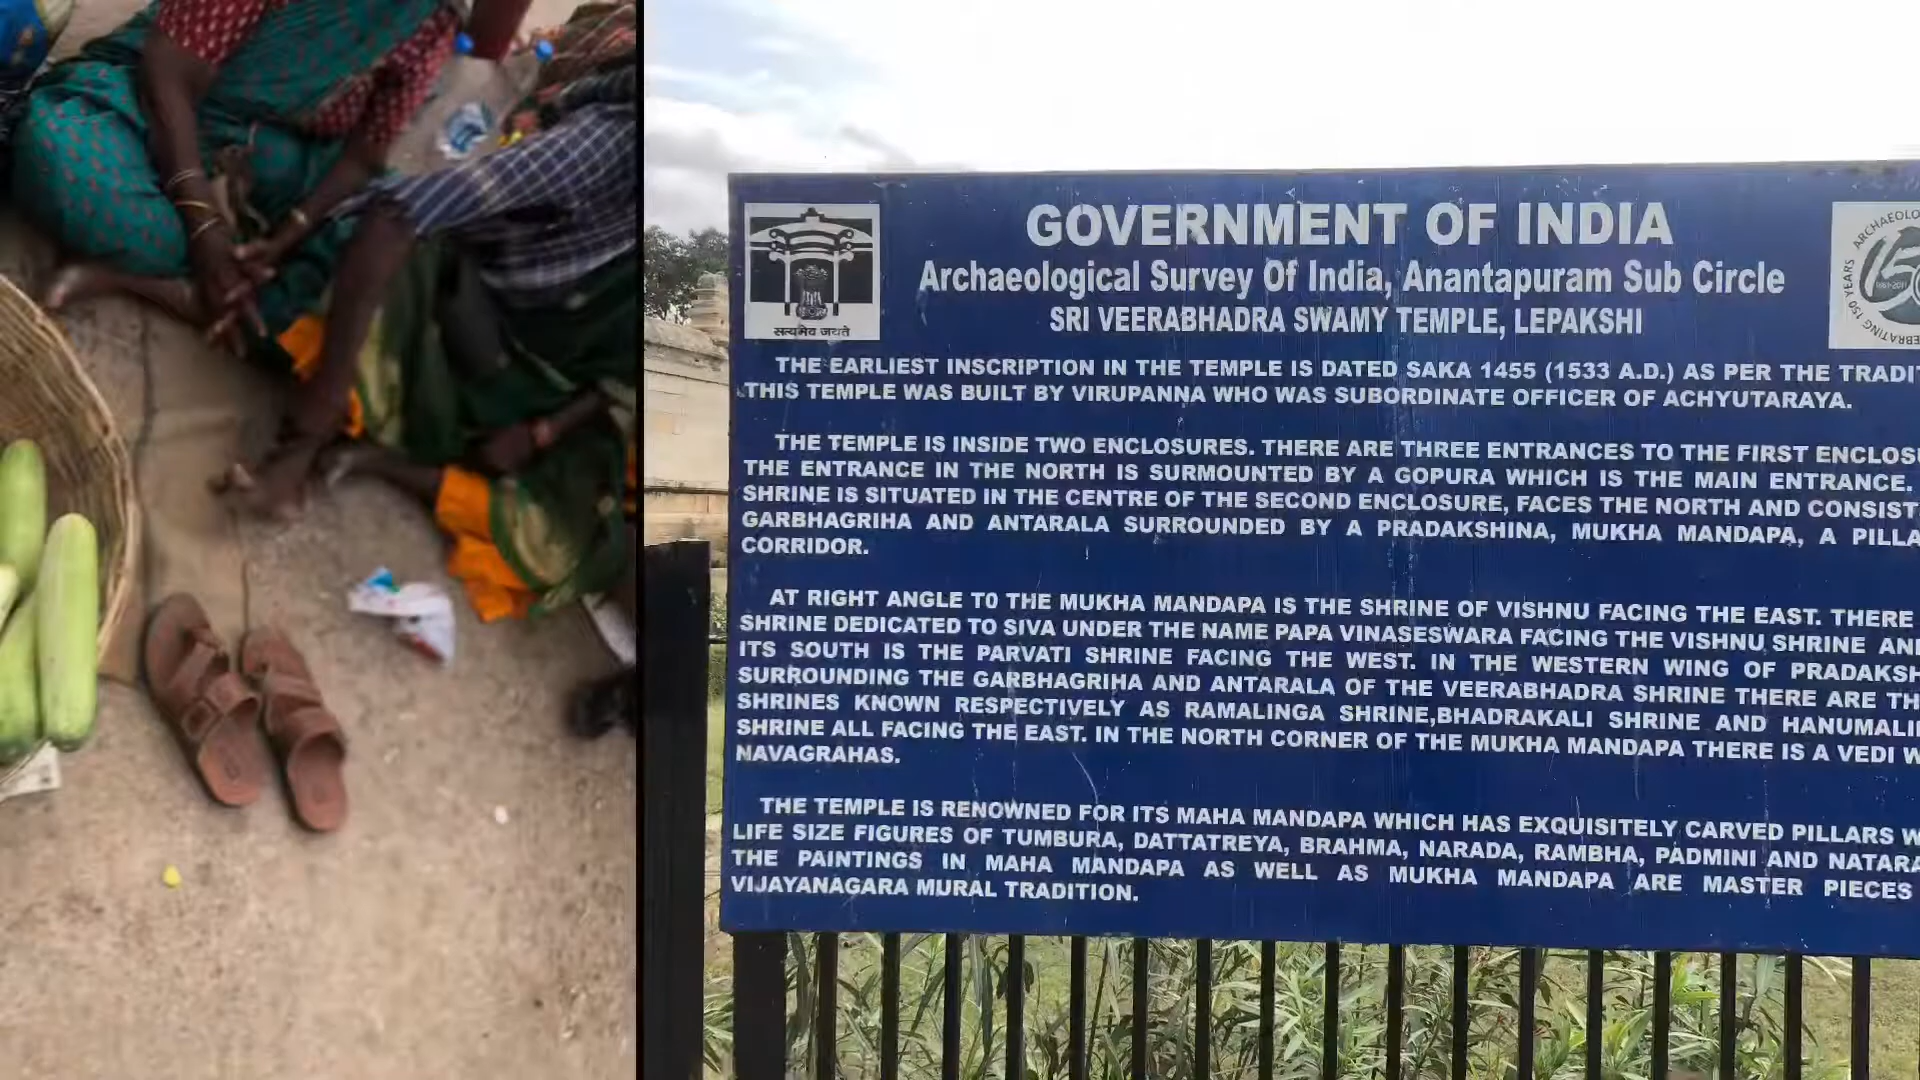 सत्यमेव जयते
GOVERNMENT OF INDIA
Archaeological Survey Of India, Anantapuram Sub Circle
SRI VEERABHADRA SWAMY TEMPLE, LEPAKSHI
150 YEARS
1861-2011
THE EARLIEST INSCRIPTION IN THE TEMPLE IS DATED SAKA 1455 (1533 A.D.) AS PER THE
THIS TEMPLE WAS BUILT BY VIRUPANNA WHO WAS SUBORDINATE OFFICER OF ACHYUTARAYA.
THE TEMPLE IS INSIDE TWO ENCLOSURES. THERE ARE THREE ENTRANCES TO THE FIRST
THE ENTRANCE IN THE NORTH IS SURMOUNTED BY A GOPURA WHICH IS THE MAIN ENTRANCE.
SHRINE IS SITUATED IN THE CENTRE OF THE SECOND ENCLOSURE, FACES THE NORTH AND
GARBHAGRIHA AND ANTARALA SURROUNDED BY A PRADAKSHINA, MUKHA MANDAPA, A
CORRIDOR.
AT RIGHT ANGLE TO THE MUKHA MANDAPA IS THE SHRINE OF VISHNU FACING THE EAST. THERE
SHRINE DEDICATED TO SIVA UNDER THE NAME PAPA VINASESWARA FACING THE VISHNU SHRINE
ITS SOUTH IS THE PARVATI SHRINE FACING THE WEST. IN THE WESTERN WING OF
SURROUNDING THE GARBHAGRIHA AND ANTARALA OF THE VEERABHADRA SHRINE THERE ARE
SHRINES KNOWN RESPECTIVELY AS RAMALINGA SHRINE,BHADRAKALI SHRINE AND
SHRINE ALL FACING THE EAST. IN THE NORTH CORNER OF THE MUKHA MANDAPA THERE IS A VEDI
NAVAGRAHAS.
THE TEMPLE IS RENOWNED FOR ITS MAHA MANDAPA WHICH HAS EXQUISITELY CARVED PILLARS
LIFE SIZE FIGURES OF TUMBURA, DATTATREYA, BRAHMA, NARADA, RAMBHA, PADMINI AND
THE PAINTINGS IN MAHA MANDAPA AS WELL AS MUKHA MANDAPA ARE MASTER PIECES
VIJAYANAGARA MURAL TRADITION.